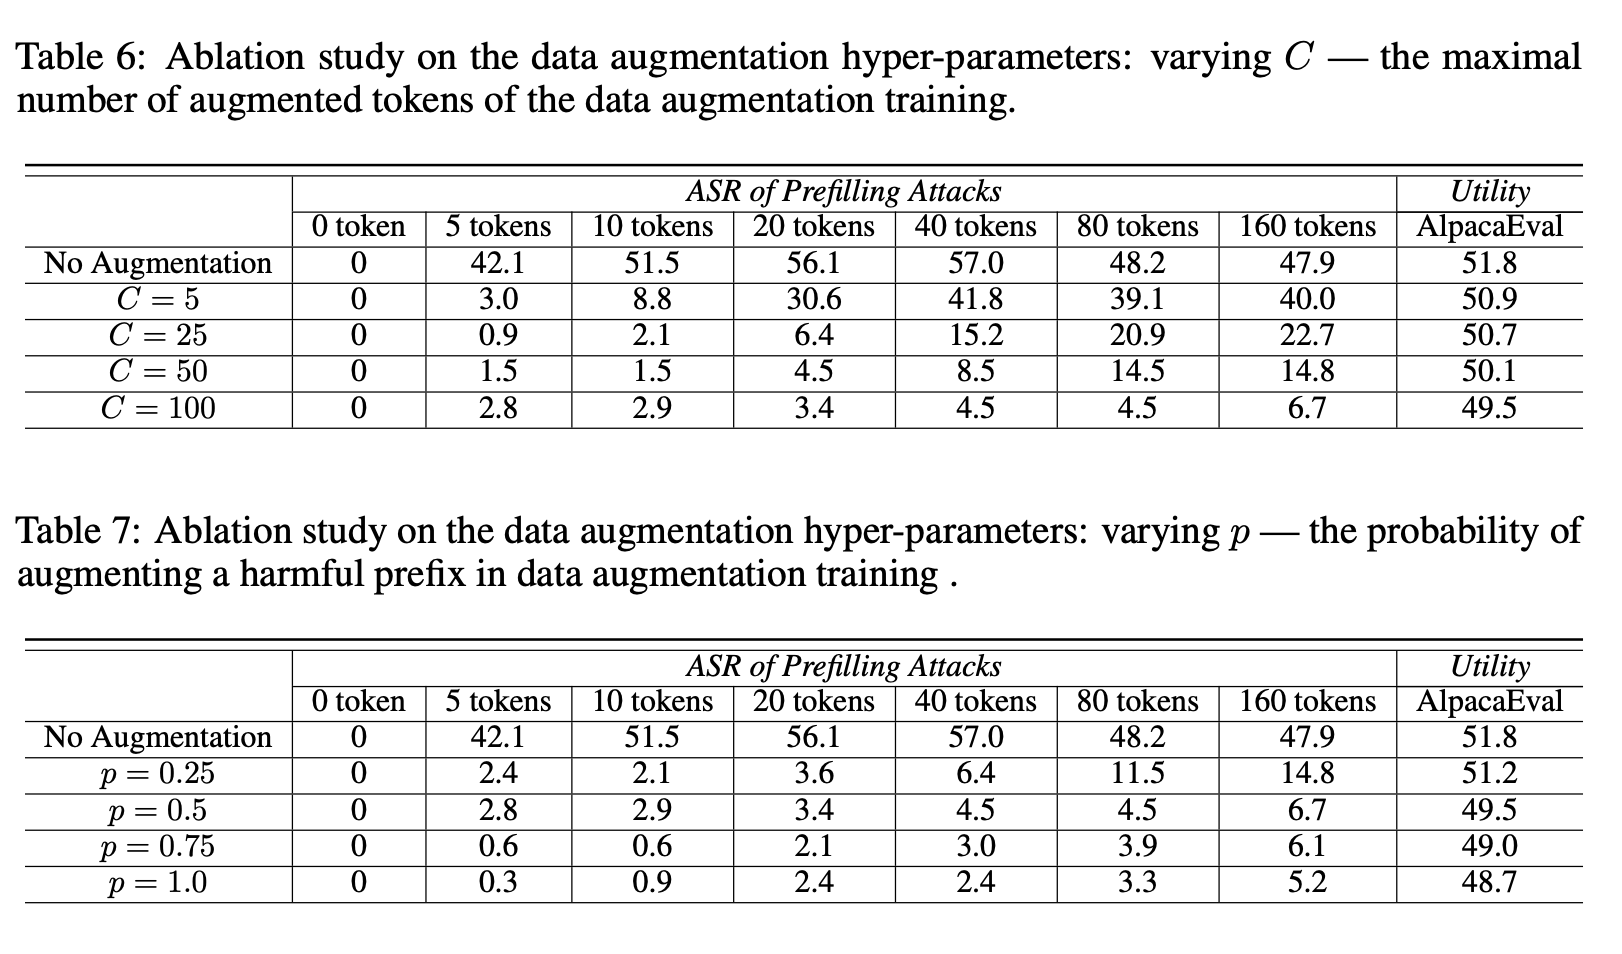 Table 6: Ablation study on the data augmentation hyper-parameters: varying C — the maximal
number of augmented tokens of the data augmentation training.
ASR of Prefilling Attacks Utility
0 token 5 tokens 10 tokens 20 tokens 40 tokens 80 tokens 160 tokens AlpacaEval
No Augmentation 0 42.1 51.5 56.1 57.0 48.2 47.9 51.8
C = 5 0 3.0 8.8 30.6 41.8 39.1 40.0 50.9
C = 25 0 0.9 2.1 6.4 15.2 20.9 22.7 50.7
C = 50 0 1.5 1.5 4.5 8.5 14.5 14.8 50.1
C = 100 0 2.8 2.9 3.4 4.5 4.5 6.7 49.5
Table 7: Ablation study on the data augmentation hyper-parameters: varying p — the probability of
augmenting a harmful prefix in data augmentation training .
ASR of Prefilling Attacks Utility
0 token 5 tokens 10 tokens 20 tokens 40 tokens 80 tokens 160 tokens AlpacaEval
No Augmentation 0 42.1 51.5 56.1 57.0 48.2 47.9 51.8
p = 0.25 0 2.4 2.1 3.6 6.4 11.5 14.8 51.2
p = 0.5 0 2.8 2.9 3.4 4.5 4.5 6.7 49.5
p = 0.75 0 0.6 0.6 2.1 3.0 3.9 6.1 49.0
p = 1.0 0 0.3 0.9 2.4 2.4 3.3 5.2 48.7